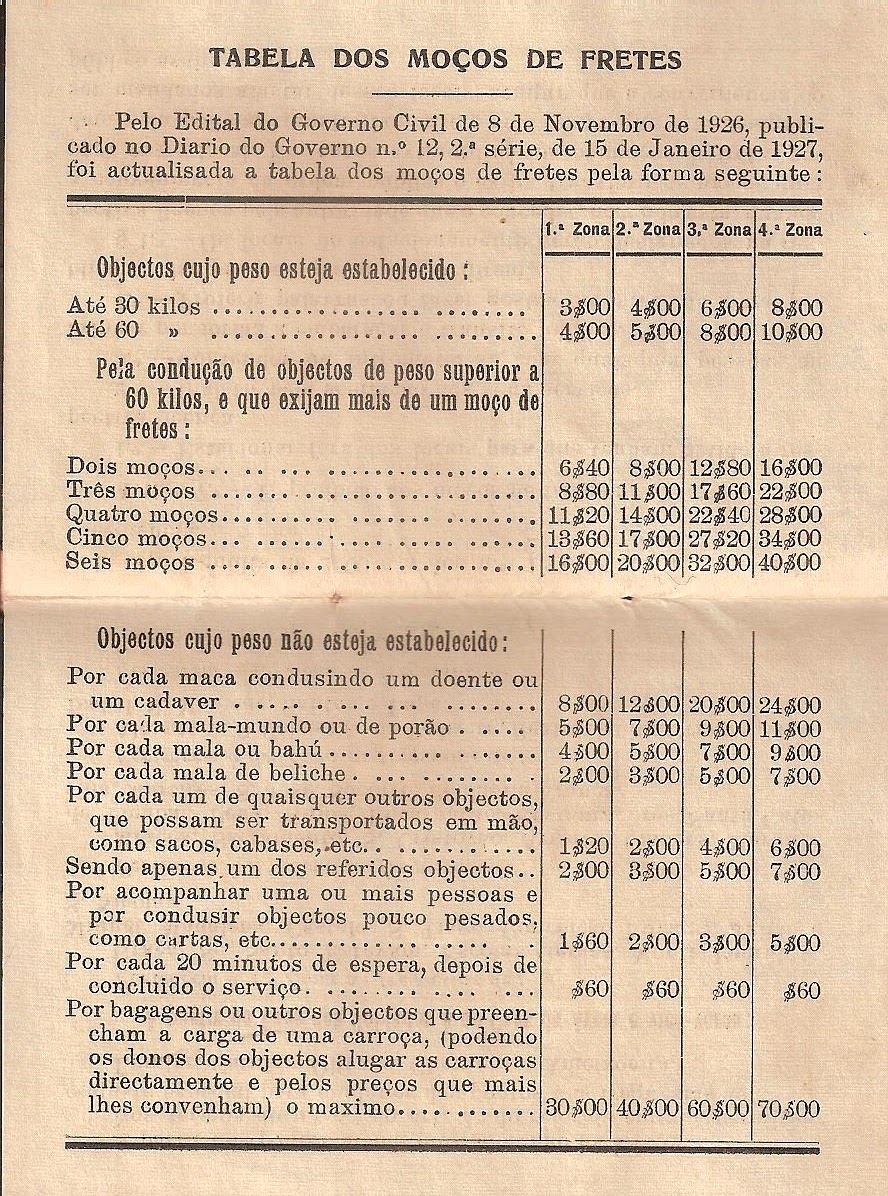 TABELA DOS MOÇOS DE FRETES
Pelo Edital do Governo Civil de 8 de Novembro de 1926, publi-
cado no Diario do Governo n.º 12, 2.ª série, de 15 de Janeiro de 1927,
foi actualisada a tabela dos moços de fretes pela forma seguinte :
1.ª Zona 2.ª Zona 3.ª Zona 4.ª Zona
Objectos cujo peso esteja estabelecido :
Até 30 kilos .................... ......... 3$00 4$00 6$00 8$00
Até 60 » .................... ......... 4$00 5$00 8$00 10$00
Pela condução de objectos de peso superior a
60 kilos, e que exijam mais de um moço de
fretes :
Dois moços... .. .. ... ..................... 6$40 8$00 12$80 16$00
Três moços .............................. 8$80 11$00 17$60 22$00
Quatro moços.................. ......... 11$20 14$00 22$40 28$00
Cinco moços... ...... ........... ......... 13$60 17$00 27$20 34$00
Seis moços .... .... ..................... 16$00 20$00 32$00 40$00
Objectos cujo peso não esteja estabelecido :
Por cada maca condusindo um doente ou
um cadaver . .... . ... ... ........ 8$00 12$00 20$00 24$00
Por cada mala-mundo ou de porão . ..... 5$00 7$00 9$00 11$00
Por cada mala ou bahú.................. 4$00 5$00 7$00 9$00
Por cada mala de beliche . ... ......... . 2$00 3$00 5$00 7$00
Por cada um de quaisquer outros objectos,
que possam ser transportados em mão,
como sacos, cabases, etc.. ............ 1$20 2$00 4$00 6$00
Sendo apenas um dos referidos objectos.. 2$00 3$00 5$00 7$00
Por acompanhar uma ou mais pessoas e
por condusir objectos pouco pesados,
como cartas, etc................ ..... . 1$60 2$00 3$00 5$00
Por cada 20 minutos de espera, depois de
concluido o serviço. .......... .... ... $60 $60 $60 $60
Por bagagens ou outros objectos que preen-
cham a carga de uma carroça, (podendo
os donos dos objectos alugar as carroças
directamente e pelos preços que mais
lhes convenham) o maximo............ 30$00 40$00 60$00 70$00